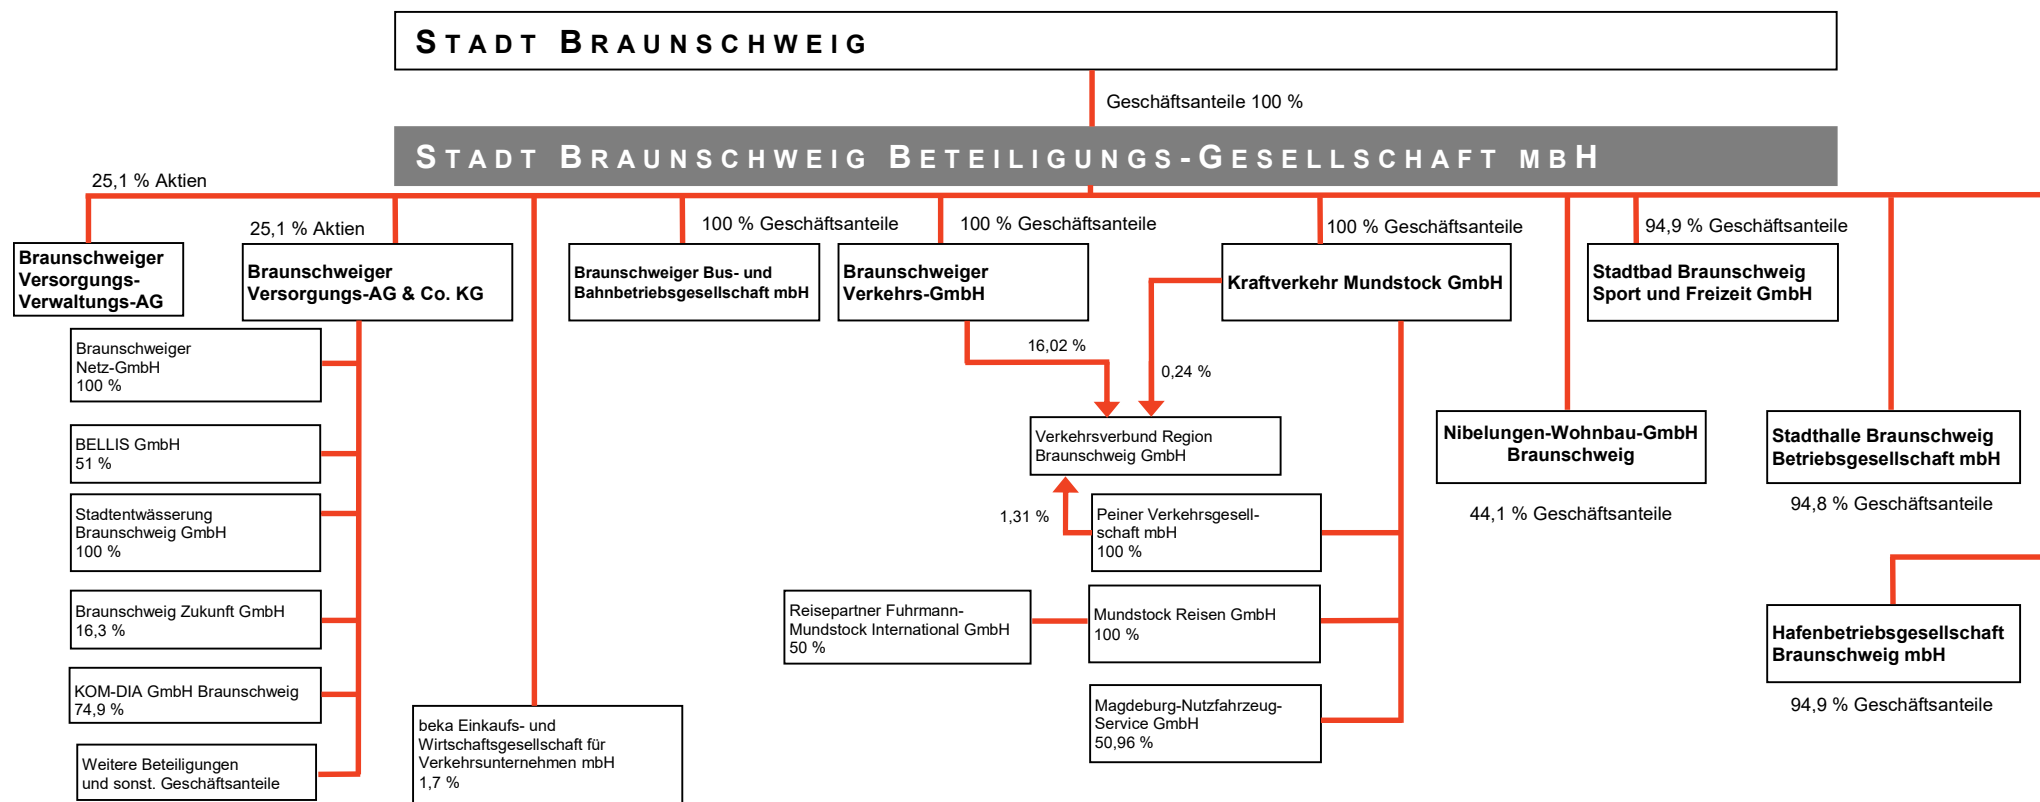 STADT BRAUNSCHWEIG
Geschäftsanteile 100 %
STADT BRAUNSCHWEIG BETEILIGUNGS-GESELLSCHAFT MBH
25,1 % Aktien
Braunschweiger
Versorgungs-
Verwaltungs-AG
25,1 % Aktien
Braunschweiger
Versorgungs-AG & Co. KG
100 % Geschäftsanteile
Braunschweiger Bus- und
Bahnbetriebsgesellschaft mbH
100 % Geschäftsanteile
Braunschweiger
Verkehrs-GmbH
100 % Geschäftsanteile
Kraftverkehr Mundstock GmbH
94,9 % Geschäftsanteile
Stadtbad Braunschweig
Sport und Freizeit GmbH
Braunschweiger
Netz-GmbH
100 %
BELLIS GmbH
51 %
Stadtentwässerung
Braunschweig GmbH
100 %
Braunschweig Zukunft GmbH
16,3 %
KOM-DIA GmbH Braunschweig
74,9 %
Weitere Beteiligungen
und sonst. Geschäftsanteile
beka Einkaufs- und
Wirtschaftsgesellschaft für
Verkehrsunternehmen mbH
1,7 %
16,02 %
0,24 %
Verkehrsverbund Region
Braunschweig GmbH
1,31 %
Peiner Verkehrsgesell-
schaft mbH
100 %
Reisepartner Fuhrmann-
Mundstock International GmbH
50 %
Mundstock Reisen GmbH
100 %
Magdeburg-Nutzfahrzeug-
Service GmbH
50,96 %
Nibelungen-Wohnbau-GmbH
Braunschweig
44,1 % Geschäftsanteile
Stadthalle Braunschweig
Betriebsgesellschaft mbH
94,8 % Geschäftsanteile
Hafenbetriebsgesellschaft
Braunschweig mbH
94,9 % Geschäftsanteile